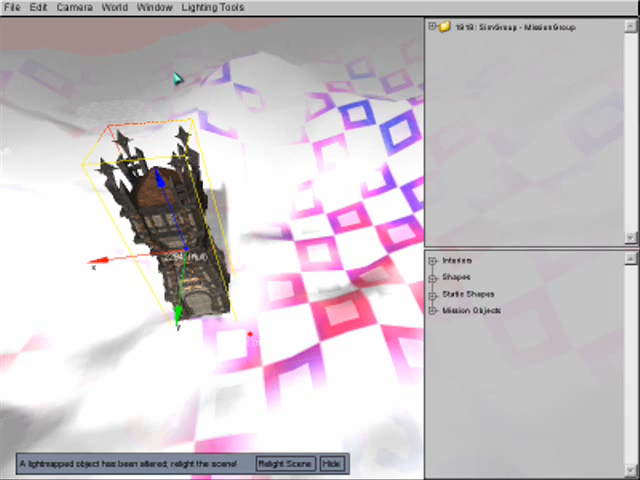 File Edit Camera World Window Lighting Tools
1918: SimGroup - MissionGroup
x
Interiors
Shapes
Static Shapes
Mission Objects
A lightmapped object has been altered; relight the scene! Relight Scene Hide